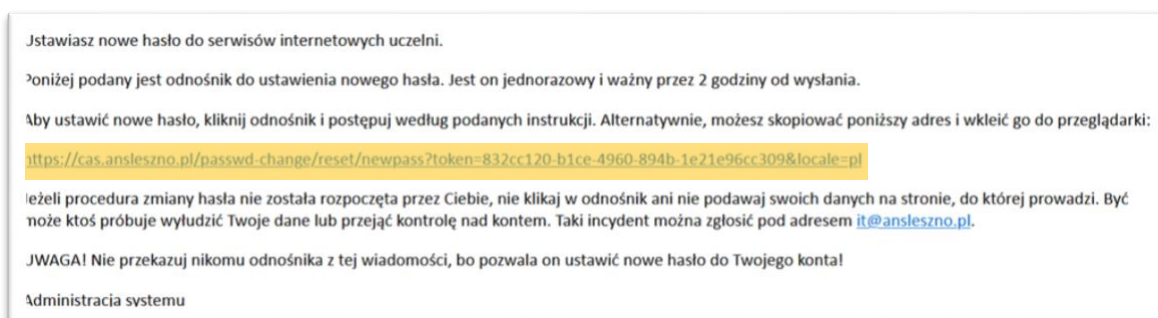 Ustawiasz nowe hasło do serwisów internetowych uczelni.
Poniżej podany jest odnośnik do ustawienia nowego hasła. Jest on jednorazowy i ważny przez 2 godziny od wysłania.
Aby ustawić nowe hasło, kliknij odnośnik i postępuj według podanych instrukcji. Alternatywnie, możesz skopiować poniższy adres i wkleić go do przeglądarki:
https://cas.ansleszno.pl/passwd-change/reset/newpass?token=832cc120-b1ce-4960-894b-1e21e96cc309&locale=pl
Jeżeli procedura zmiany hasła nie została rozpoczęta przez Ciebie, nie klikaj w odnośnik ani nie podawaj swoich danych na stronie, do której prowadzi. Być
może ktoś próbuje wyłudzić Twoje dane lub przejąć kontrolę nad kontem. Taki incydent można zgłosić pod adresem it@ansleszno.pl.
UWAGA! Nie przekazuj nikomu odnośnika z tej wiadomości, bo pozwala on ustawić nowe hasło do Twojego konta!
Administracja systemu